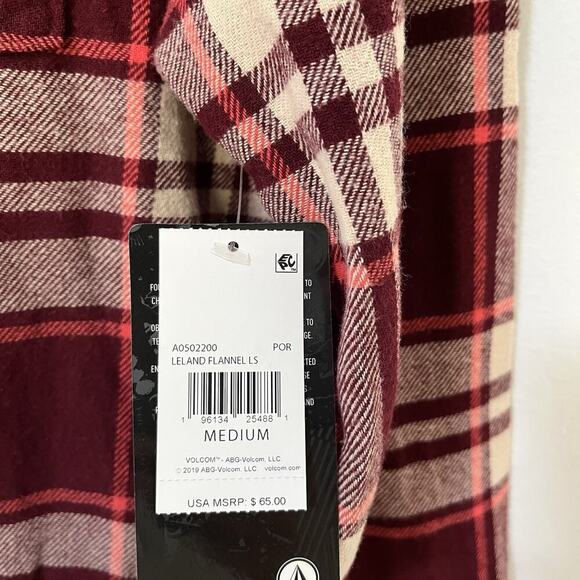 A0502200 POR
LELAND FLANNEL LS
1 96134 25488 1
MEDIUM
VOLCOM™ - ABG-Volcom, LLC.
© 2019 ABG-Volcom, LLC. volcom.com
USA MSRP: $ 65.00